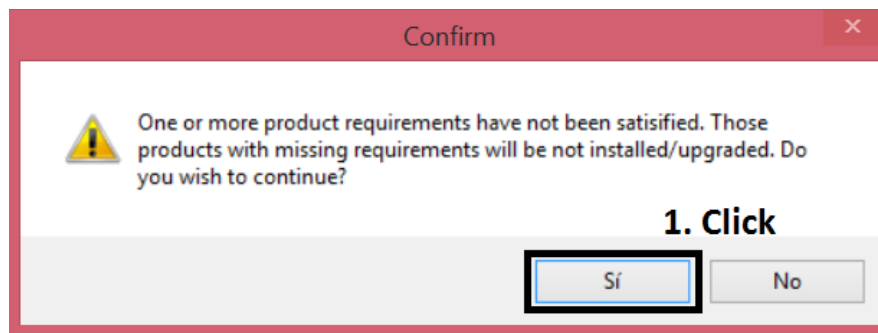 Confirm
One or more product requirements have not been satisified. Those
products with missing requirements will be not installed/upgraded. Do
you wish to continue?
1. Click
Sí
No